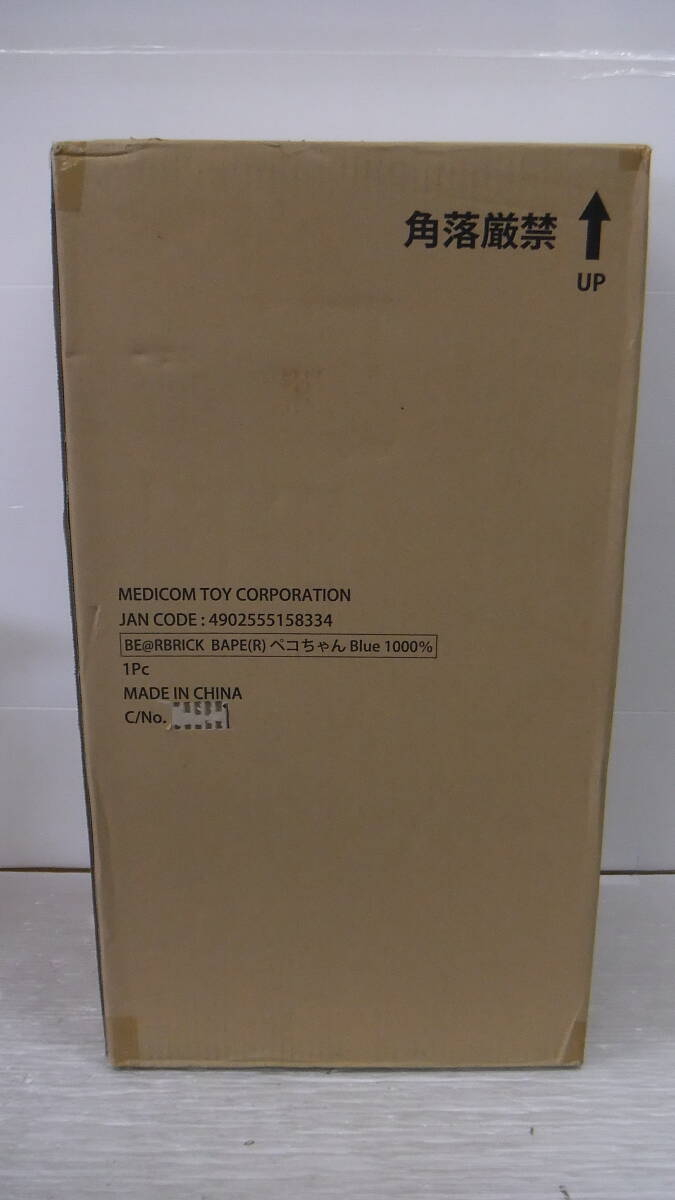 角落厳禁
UP
MEDICOM TOY CORPORATION
JAN CODE : 4902555158334
BE@RBRICK BAPE(R) ペコちゃん Blue 1000%
1Pc
MADE IN CHINA
C/No.